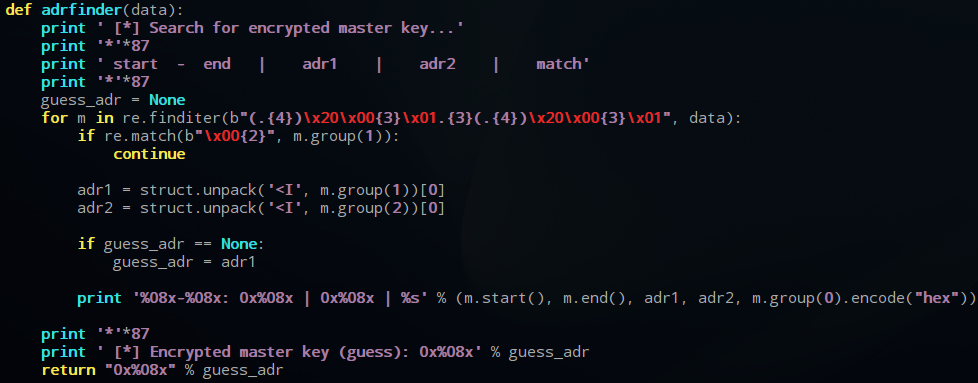 def adrfinder(data):
    print ' [*] Search for encrypted master key...'
    print '*'*87
    print ' start  -  end   |    adr1    |    adr2    |    match'
    print '*'*87
    guess_adr = None
    for m in re.finditer(b"(.{4})\x20\x00{3}\x01.{3}(.{4})\x20\x00{3}\x01", data):
        if re.match(b"\x00{2}", m.group(1)):
            continue

        adr1 = struct.unpack('<I', m.group(1))[0]
        adr2 = struct.unpack('<I', m.group(2))[0]

        if guess_adr == None:
            guess_adr = adr1

        print '%08x-%08x: 0x%08x | 0x%08x | %s' % (m.start(), m.end(), adr1, adr2, m.group(0).encode("hex"))

    print '*'*87
    print ' [*] Encrypted master key (guess): 0x%08x' % guess_adr
    return "0x%08x" % guess_adr